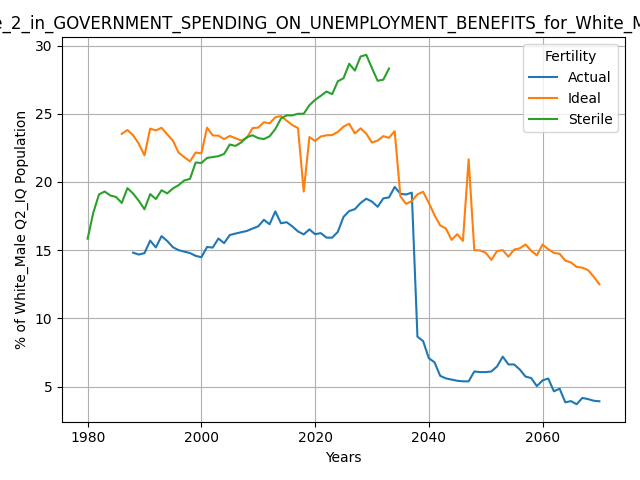 _2_in_GOVERNMENT_SPENDING_ON_UNEMPLOYMENT_BENEFITS_for_White_M
% of White_Male Q2_IQ Population
30
25
20
15
10
5
Fertility
Actual
Ideal
Sterile
1980
2000
2020
2040
2060
Years